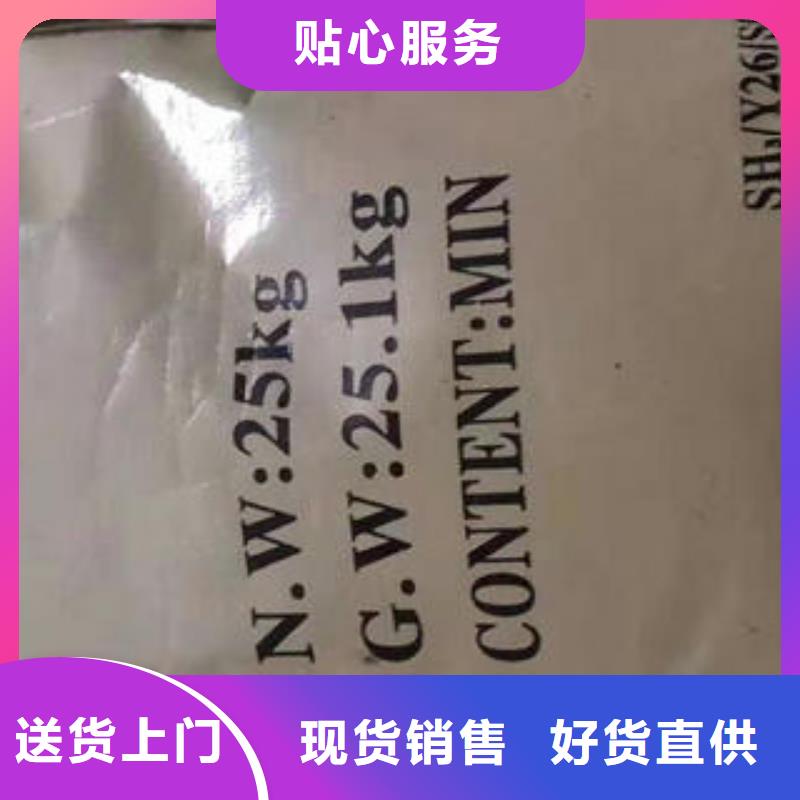 贴心服务
N.W:25kg
G.W:25.1kg
CONTENT:MIN
送货上门
现货销售
好货直供